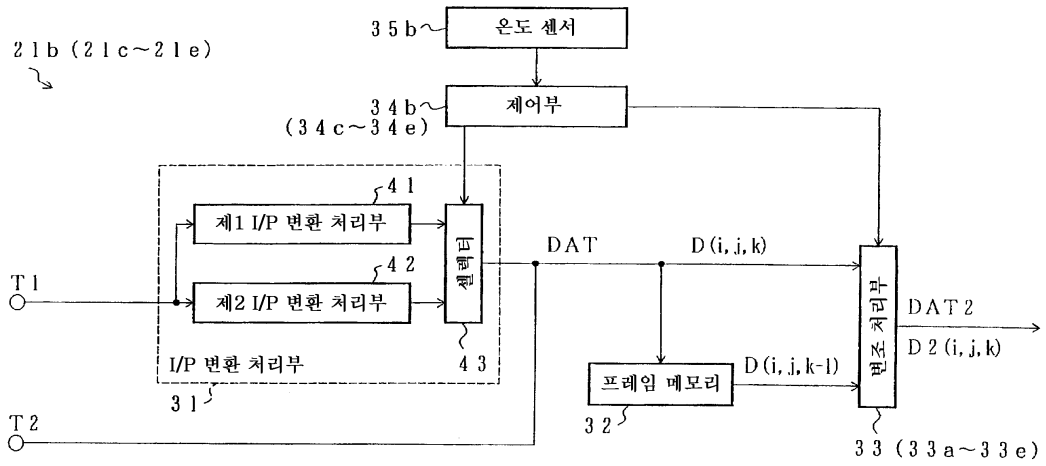 35b
온도 센서
21b (21c~21e)
34b
(34c~34e)
제어부
41
제1 I/P 변환 처리부
42
제2 I/P 변환 처리부
셀렉터
43
I/P 변환 처리부
31
T1
T2
DAT
D(i,j,k)
프레임 메모리
32
D(i,j,k-1)
변조 처리부
DAT2
D2(i,j,k)
33 (33a~33e)